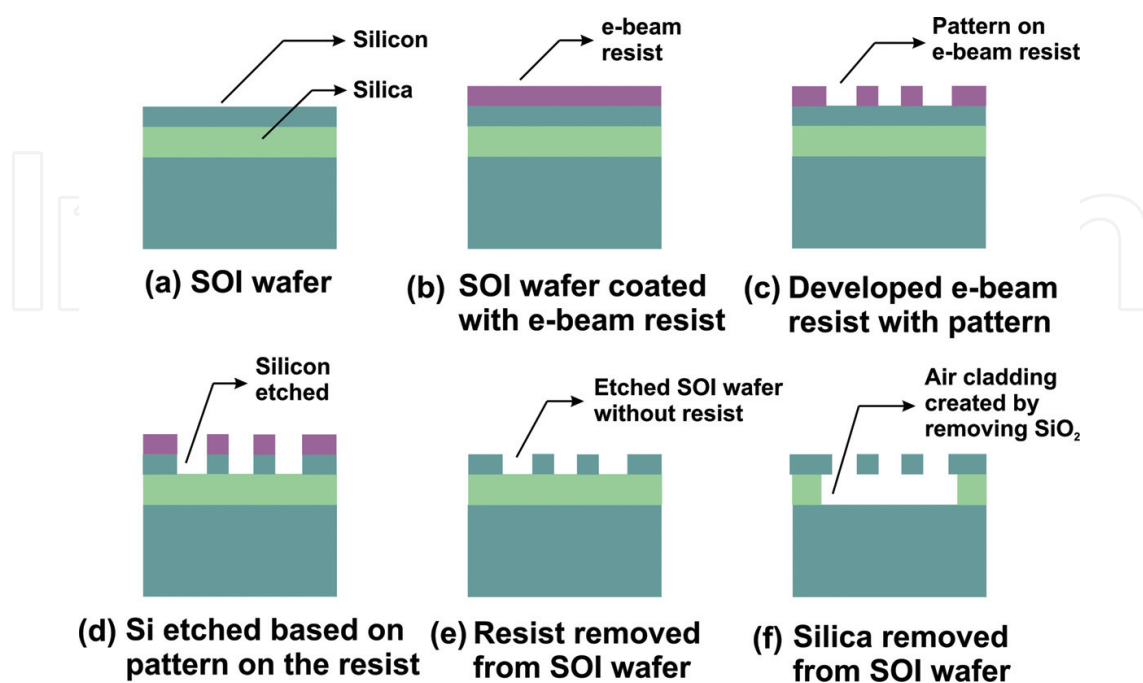 Silicon
Silica
(a) SOI wafer
e-beam
resist
(b) SOI wafer coated
with e-beam resist
Pattern on
e-beam resist
(c) Developed e-beam
resist with pattern
Silicon
etched
(d) Si etched based on
pattern on the resist
Etched SOI wafer
without resist
(e) Resist removed
from SOI wafer
Air cladding
created by
removing SiO₂
(f) Silica removed
from SOI wafer